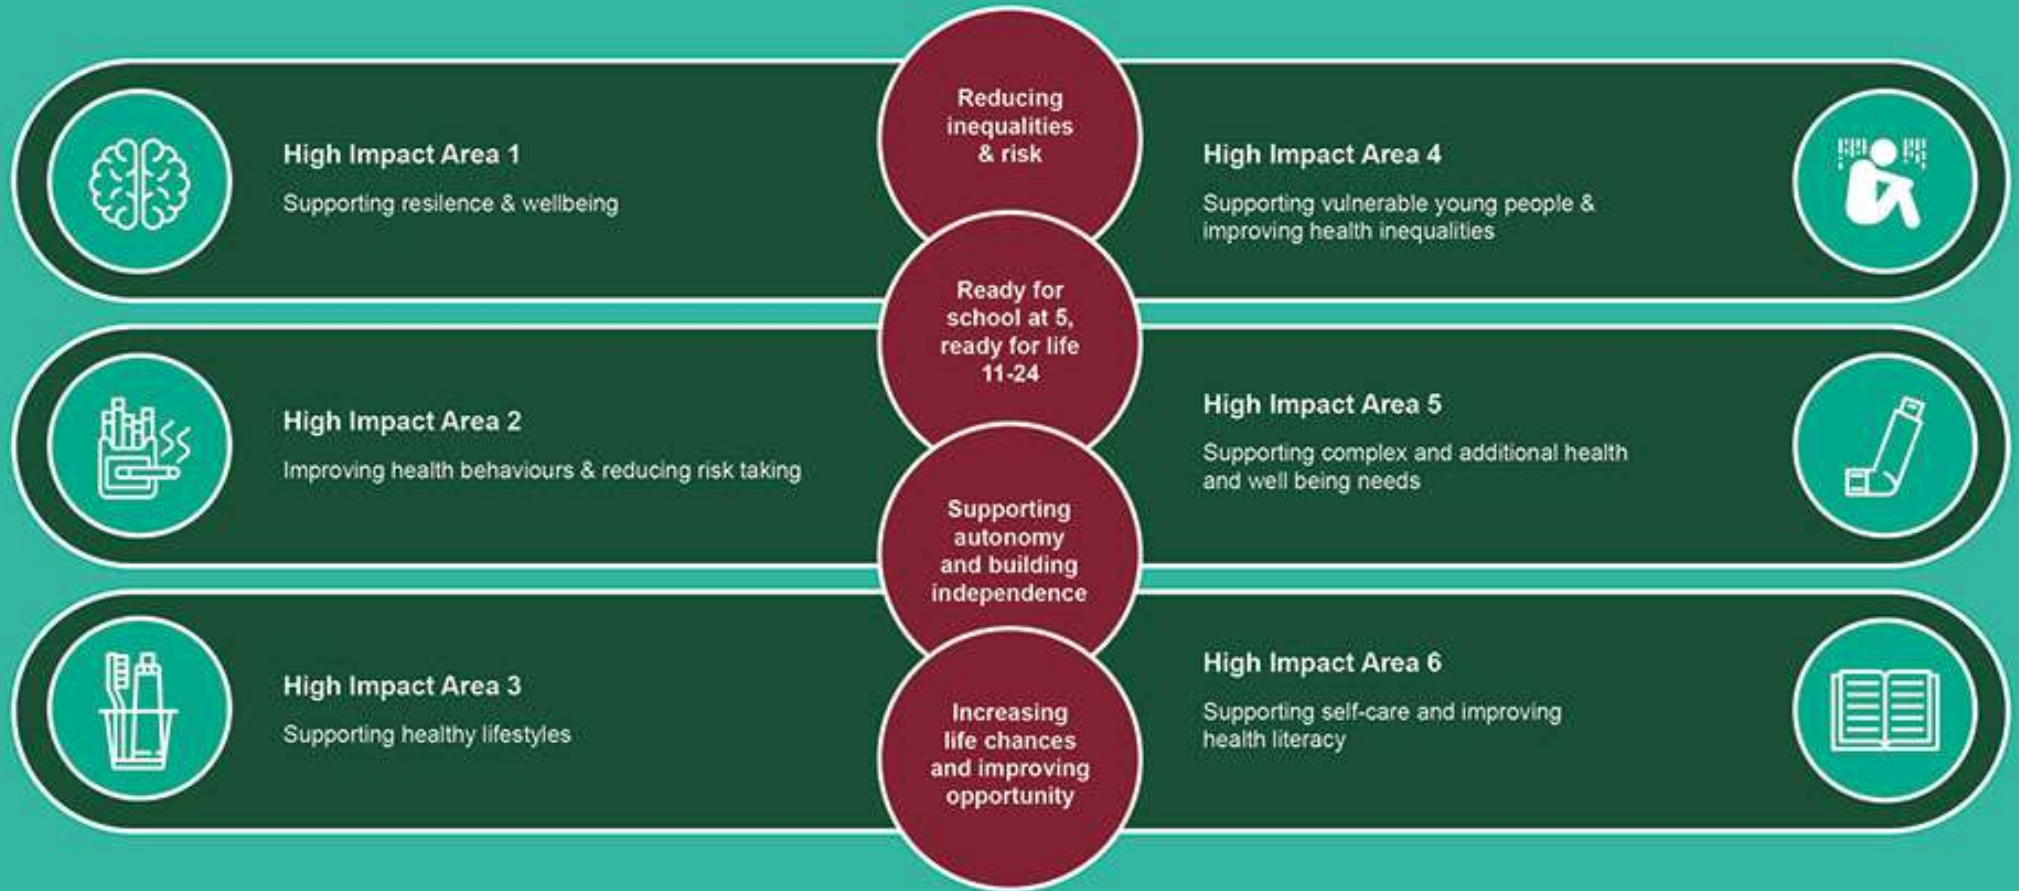 High Impact Area 1
Supporting resilence & wellbeing
High Impact Area 2
Improving health behaviours & reducing risk taking
High Impact Area 3
Supporting healthy lifestyles
Reducing
inequalities
& risk
Ready for
school at 5,
ready for life
11-24
Supporting
autonomy
and building
independence
Increasing
life chances
and improving
opportunity
High Impact Area 4
Supporting vulnerable young people &
improving health inequalities
High Impact Area 5
Supporting complex and additional health
and well being needs
High Impact Area 6
Supporting self-care and improving
health literacy